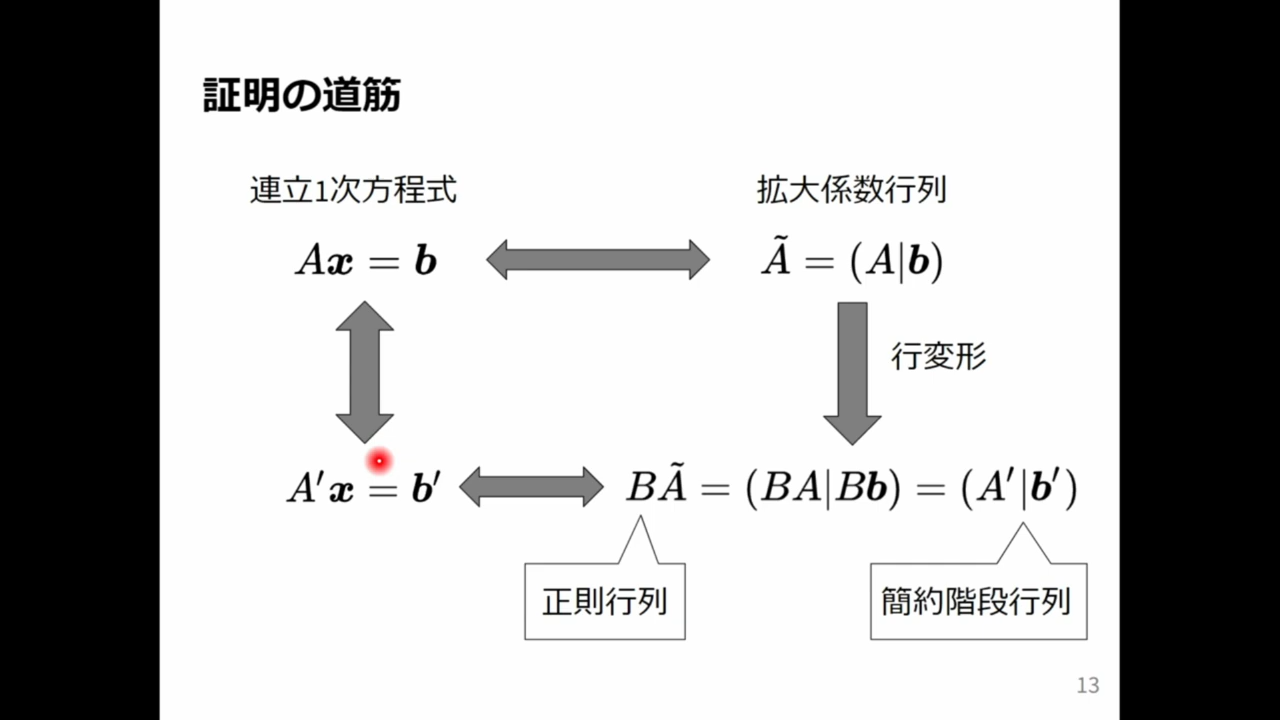 証明の道筋
連立1次方程式
拡大係数行列
A𝒙 = 𝒃
Ã = (A|𝒃)
行変形
A′𝒙 = 𝒃′
BÃ = (BA|B𝒃) = (A′|𝒃′)
正則行列
簡約階段行列
13